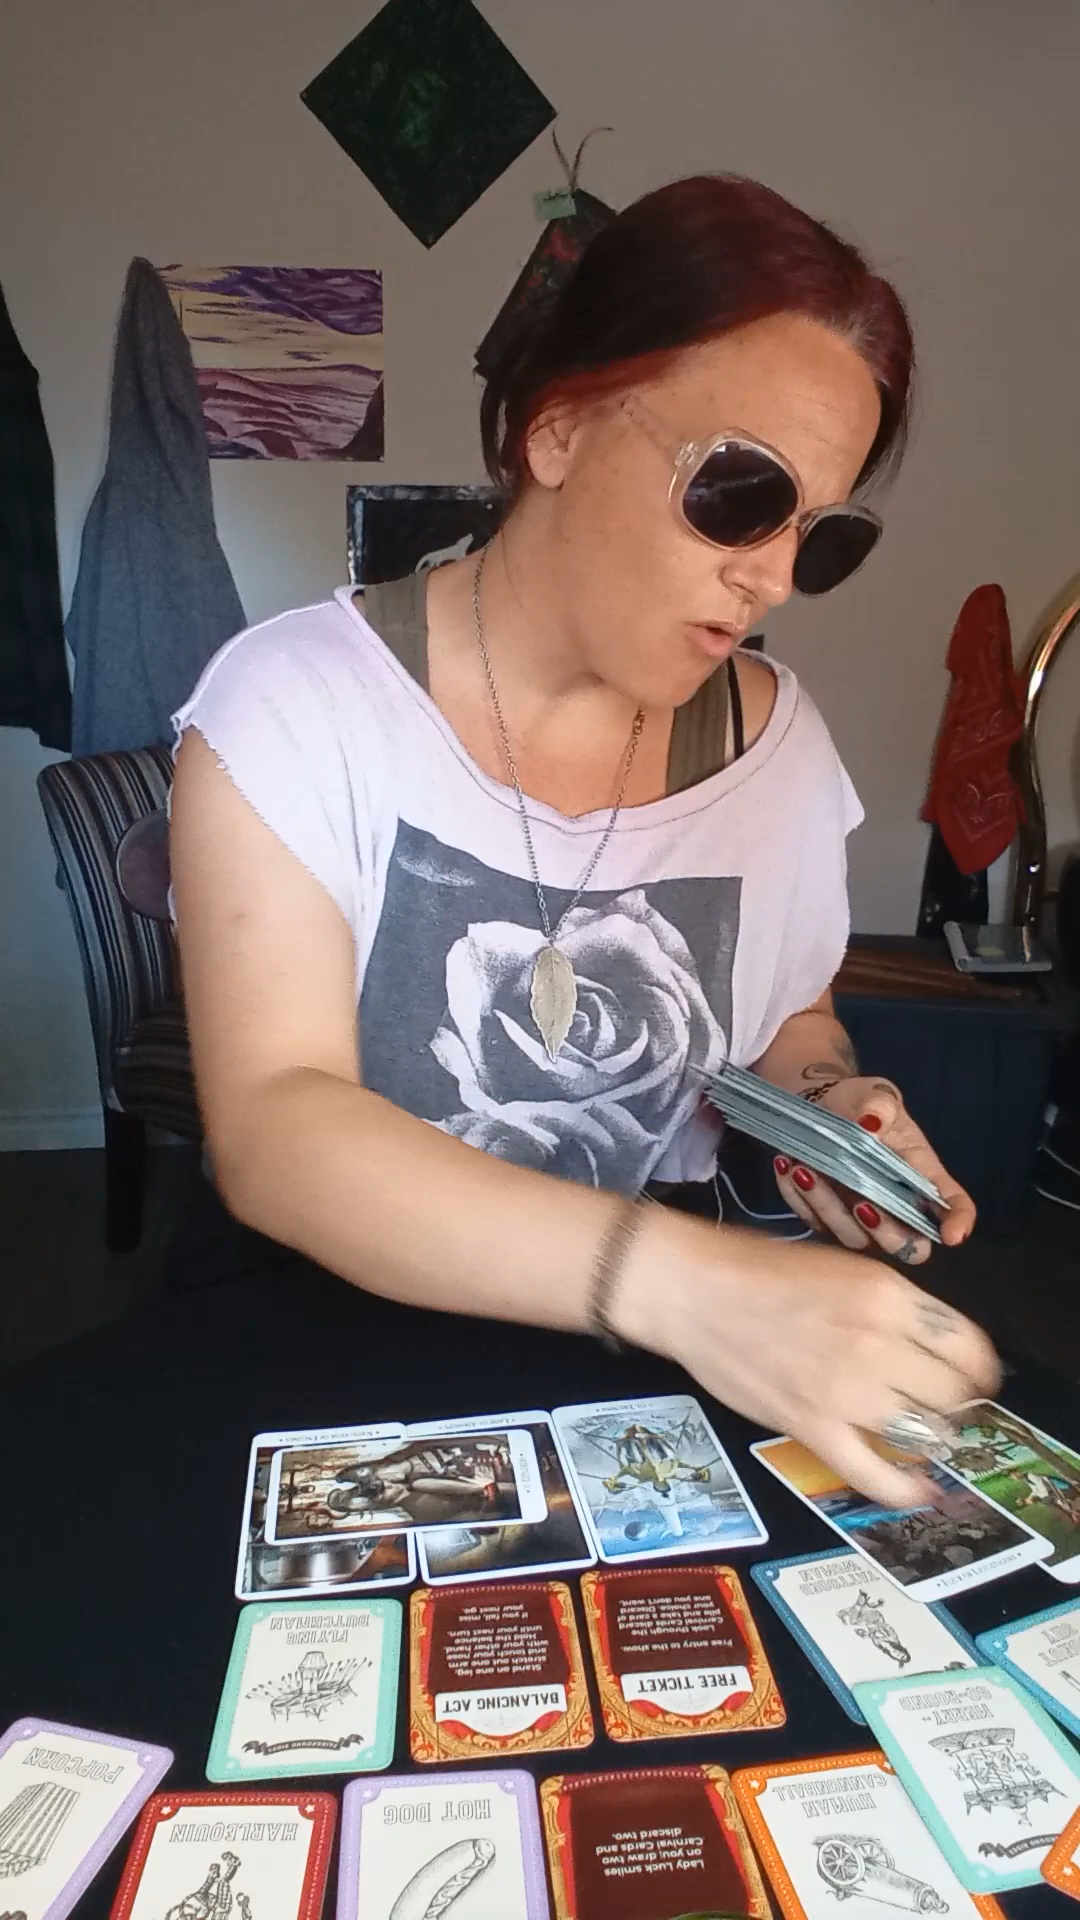 FLYING
DUTCHMAN
FAIRGROUND RIDES
Stand on one leg,
stretch out one arm
and touch your nose
with your other hand.
Hold the balance
until your next turn.
If you fail, miss
your next go.
BALANCING ACT
Free entry to the show.
Look through the
Carnival Cards discard
pile and take a card of
your choice. Discard
one you don't want.
FREE TICKET
TATTOOED
WOMAN
MERRY-
GO-ROUND
POPCORN
HARLEQUIN
HOT DOG
Lady Luck smiles
on you; draw two
Carnival Cards and
discard two.
HUMAN
CANNONBALL